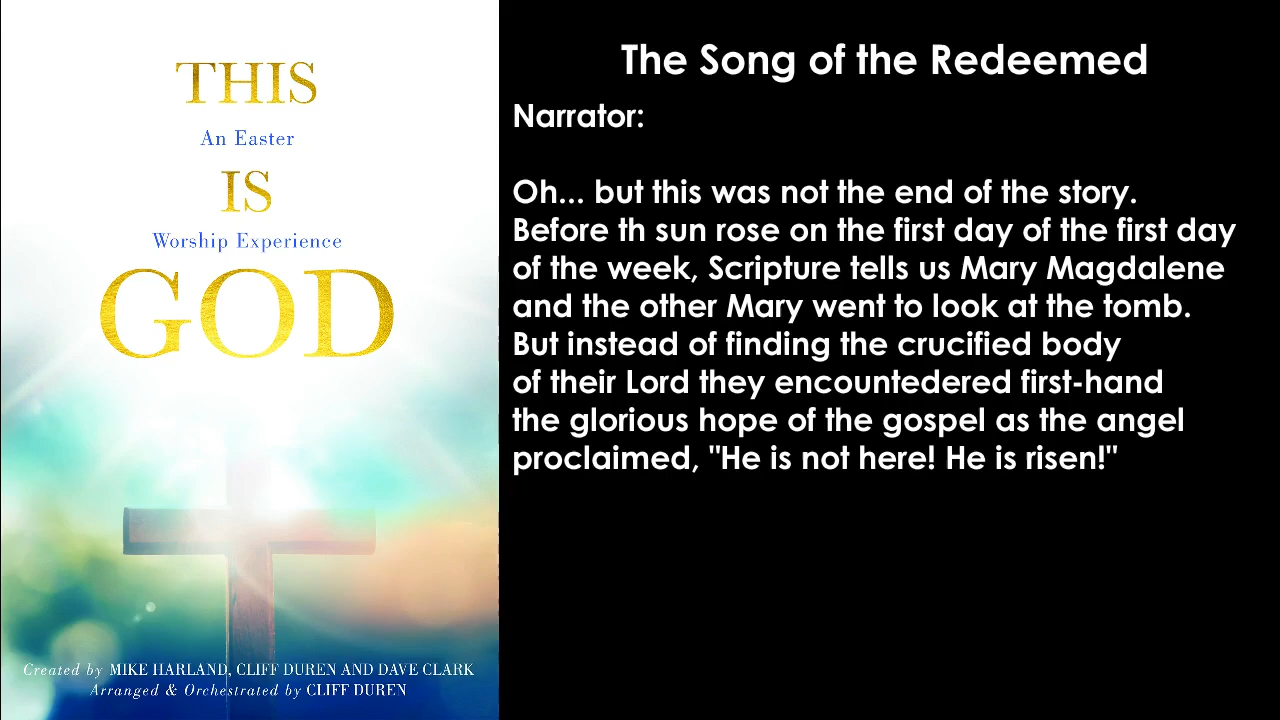 THIS
An Easter
IS
Worship Experience
GOD
Created by MIKE HARLAND, CLIFF DUREN AND DAVE CLARK
Arranged & Orchestrated by CLIFF DUREN
The Song of the Redeemed
Narrator:
Oh... but this was not the end of the story.
Before th sun rose on the first day of the first day
of the week, Scripture tells us Mary Magdalene
and the other Mary went to look at the tomb.
But instead of finding the crucified body
of their Lord they encountedered first-hand
the glorious hope of the gospel as the angel
proclaimed, "He is not here! He is risen!"